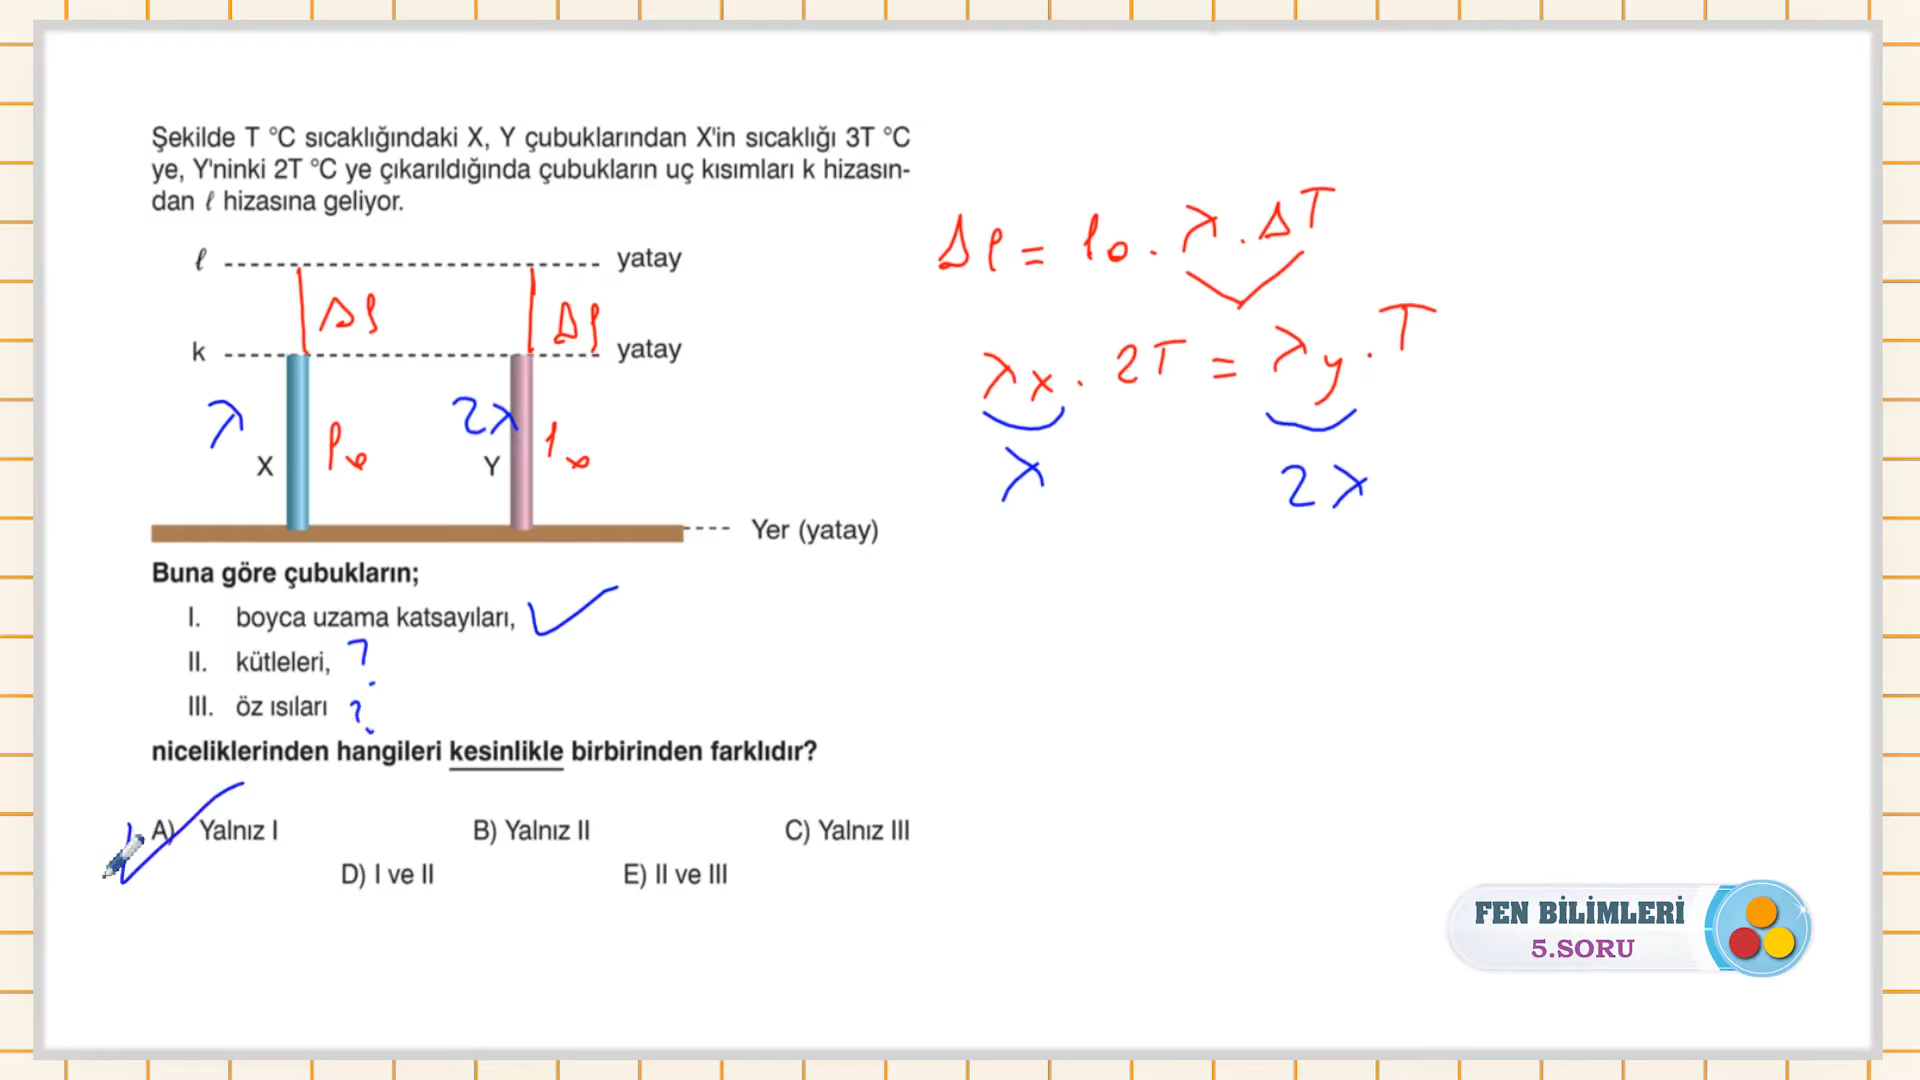 Şekilde T °C sıcaklığındaki X, Y çubuklarından X'in sıcaklığı 3T °C
ye, Y'ninki 2T °C ye çıkarıldığında çubukların uç kısımları k hizasın-
dan ℓ hizasına geliyor.
ℓ yatay
Δl Δl
k yatay
λ 2λ
X l₀ Y l₀
Yer (yatay)
Δl = l₀ . λ . ΔT
λx . 2T = λy . T
λ 2λ
Buna göre çubukların;
I. boyca uzama katsayıları, ✓
II. kütleleri, ?
III. öz ısıları ?
niceliklerinden hangileri kesinlikle birbirinden farklıdır?
A) Yalnız I B) Yalnız II C) Yalnız III
D) I ve II E) II ve III
FEN BİLİMLERİ
5.SORU